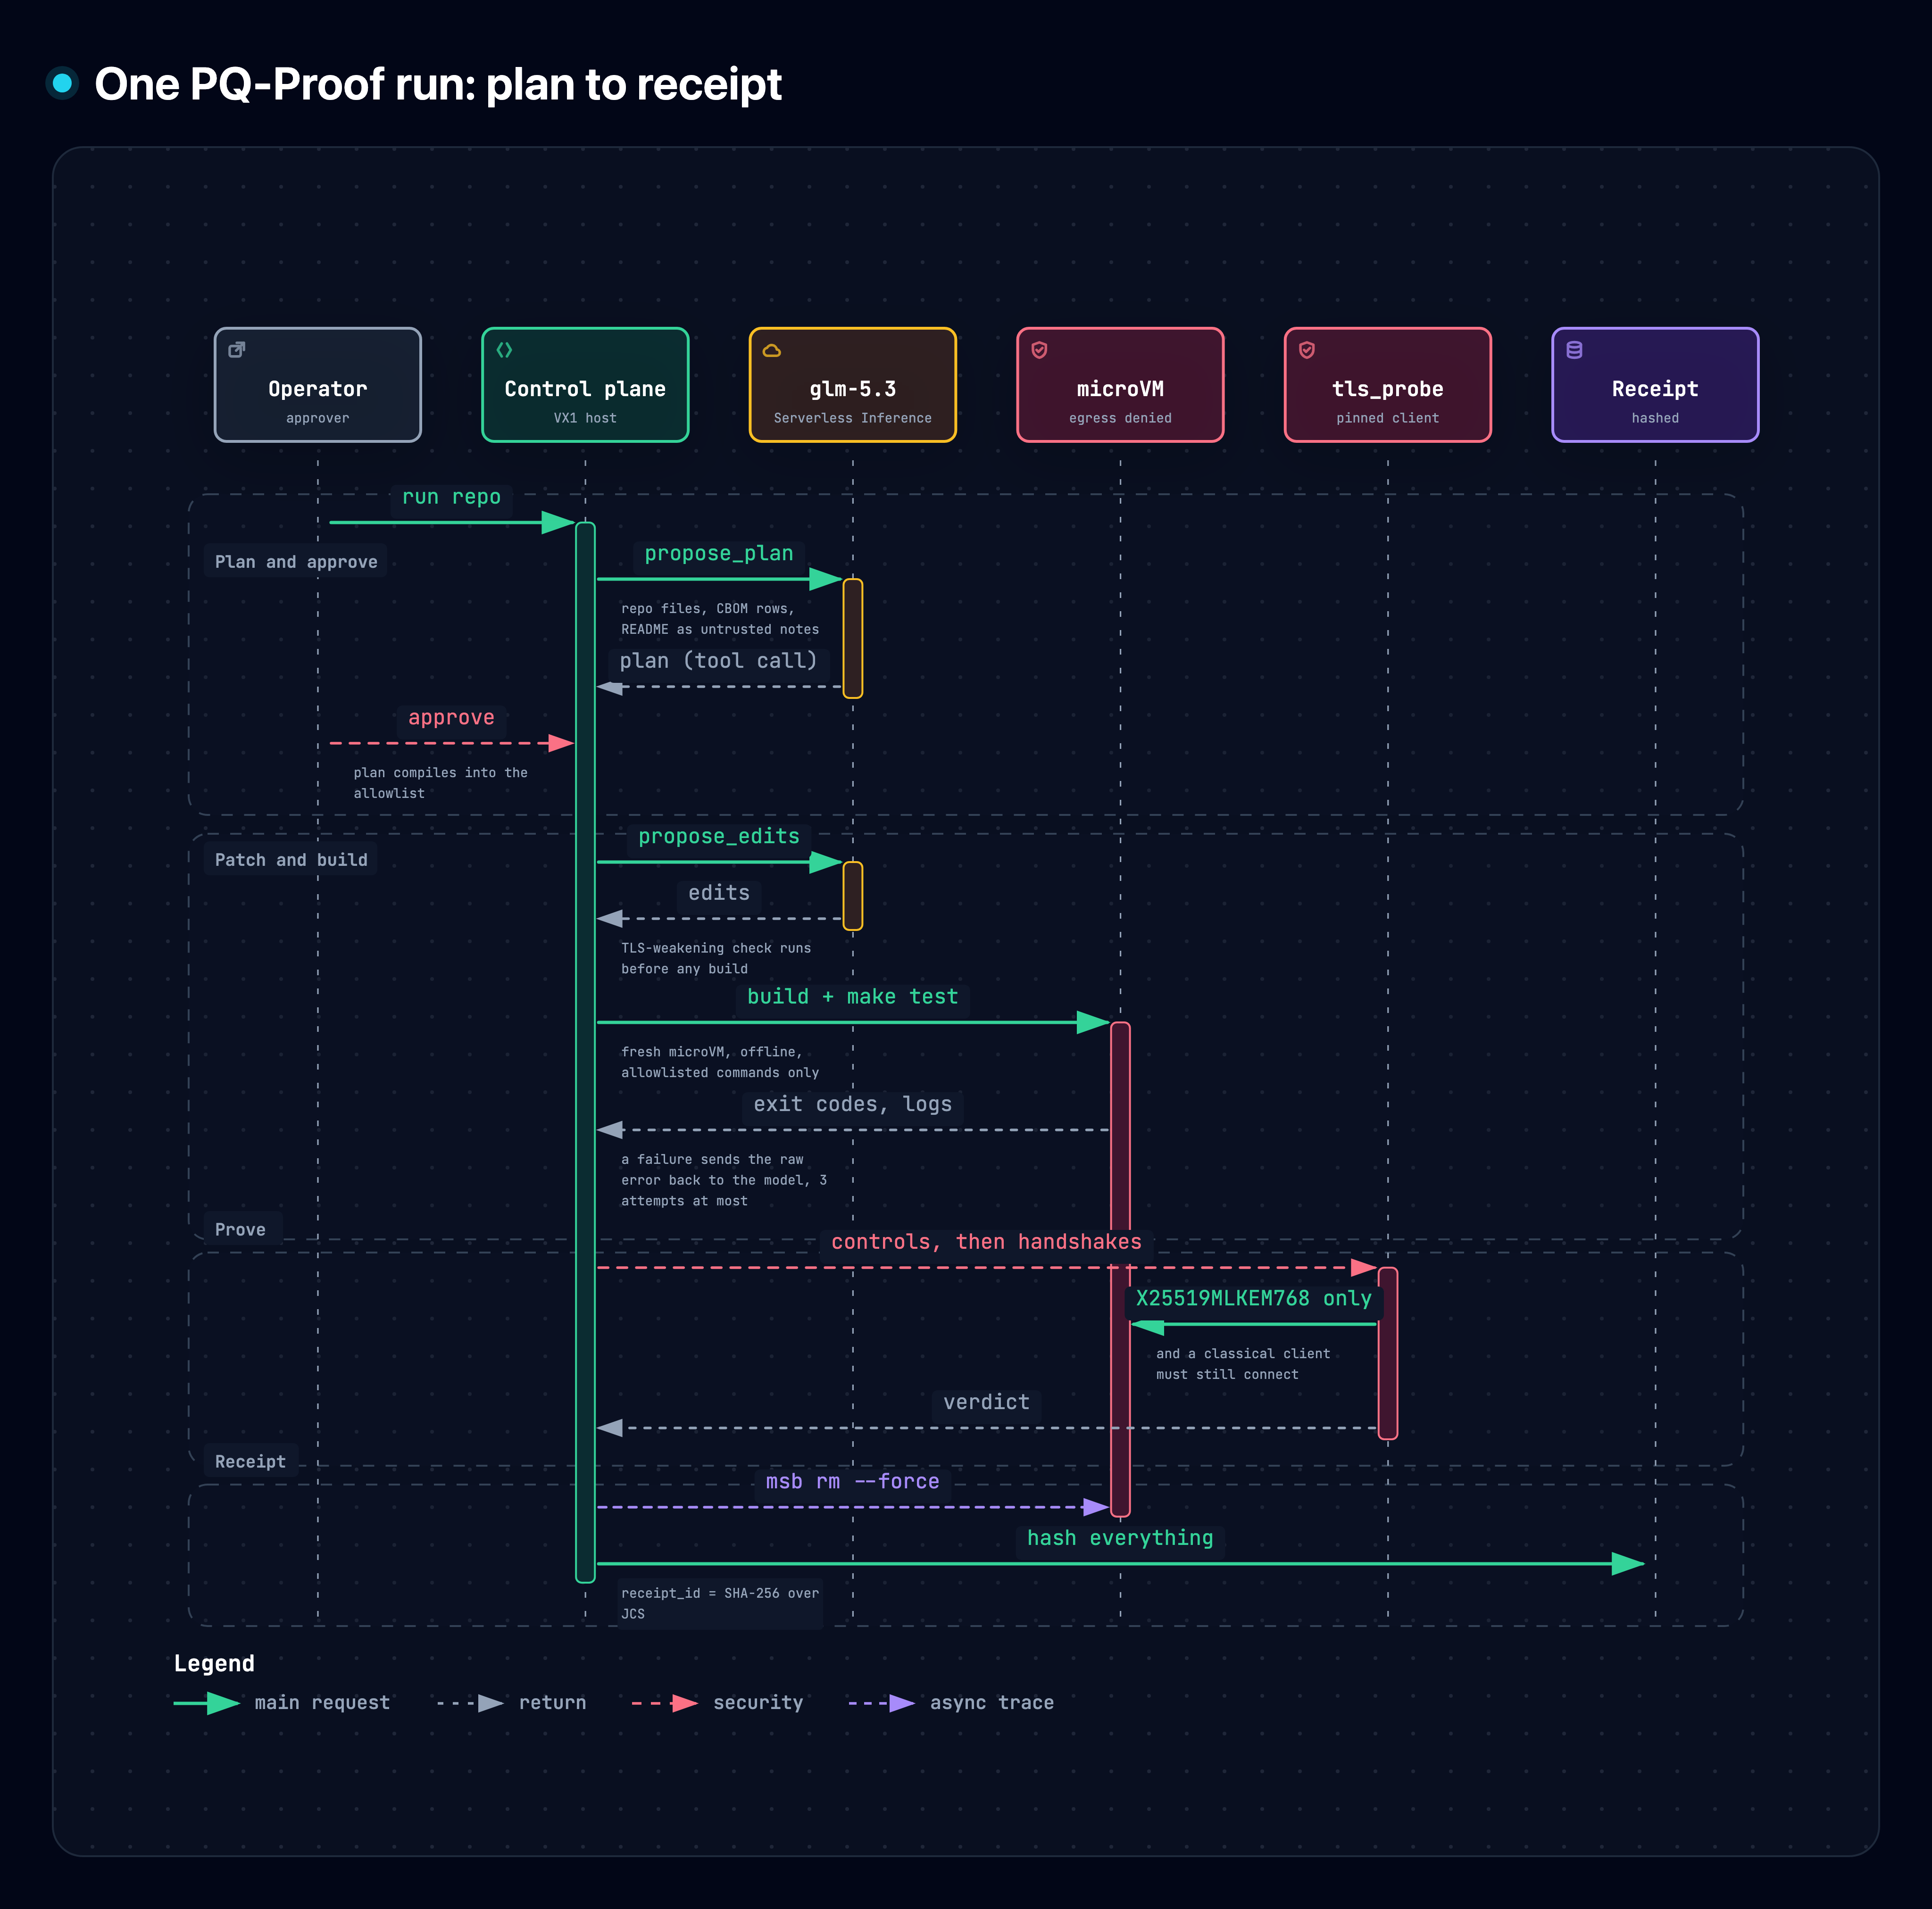 One PQ-Proof run: plan to receipt
Operator
approver
Control plane
VX1 host
glm-5.3
Serverless Inference
microVM
egress denied
tls_probe
pinned client
Receipt
hashed
run repo
Plan and approve
propose_plan
repo files, CBOM rows,
README as untrusted notes
plan (tool call)
approve
plan compiles into the
allowlist
propose_edits
Patch and build
edits
TLS-weakening check runs
before any build
build + make test
fresh microVM, offline,
allowlisted commands only
exit codes, logs
a failure sends the raw
error back to the model, 3
attempts at most
Prove
controls, then handshakes
X25519MLKEM768 only
and a classical client
must still connect
verdict
Receipt
msb rm --force
hash everything
receipt_id = SHA-256 over
JCS
Legend
main request
return
security
async trace